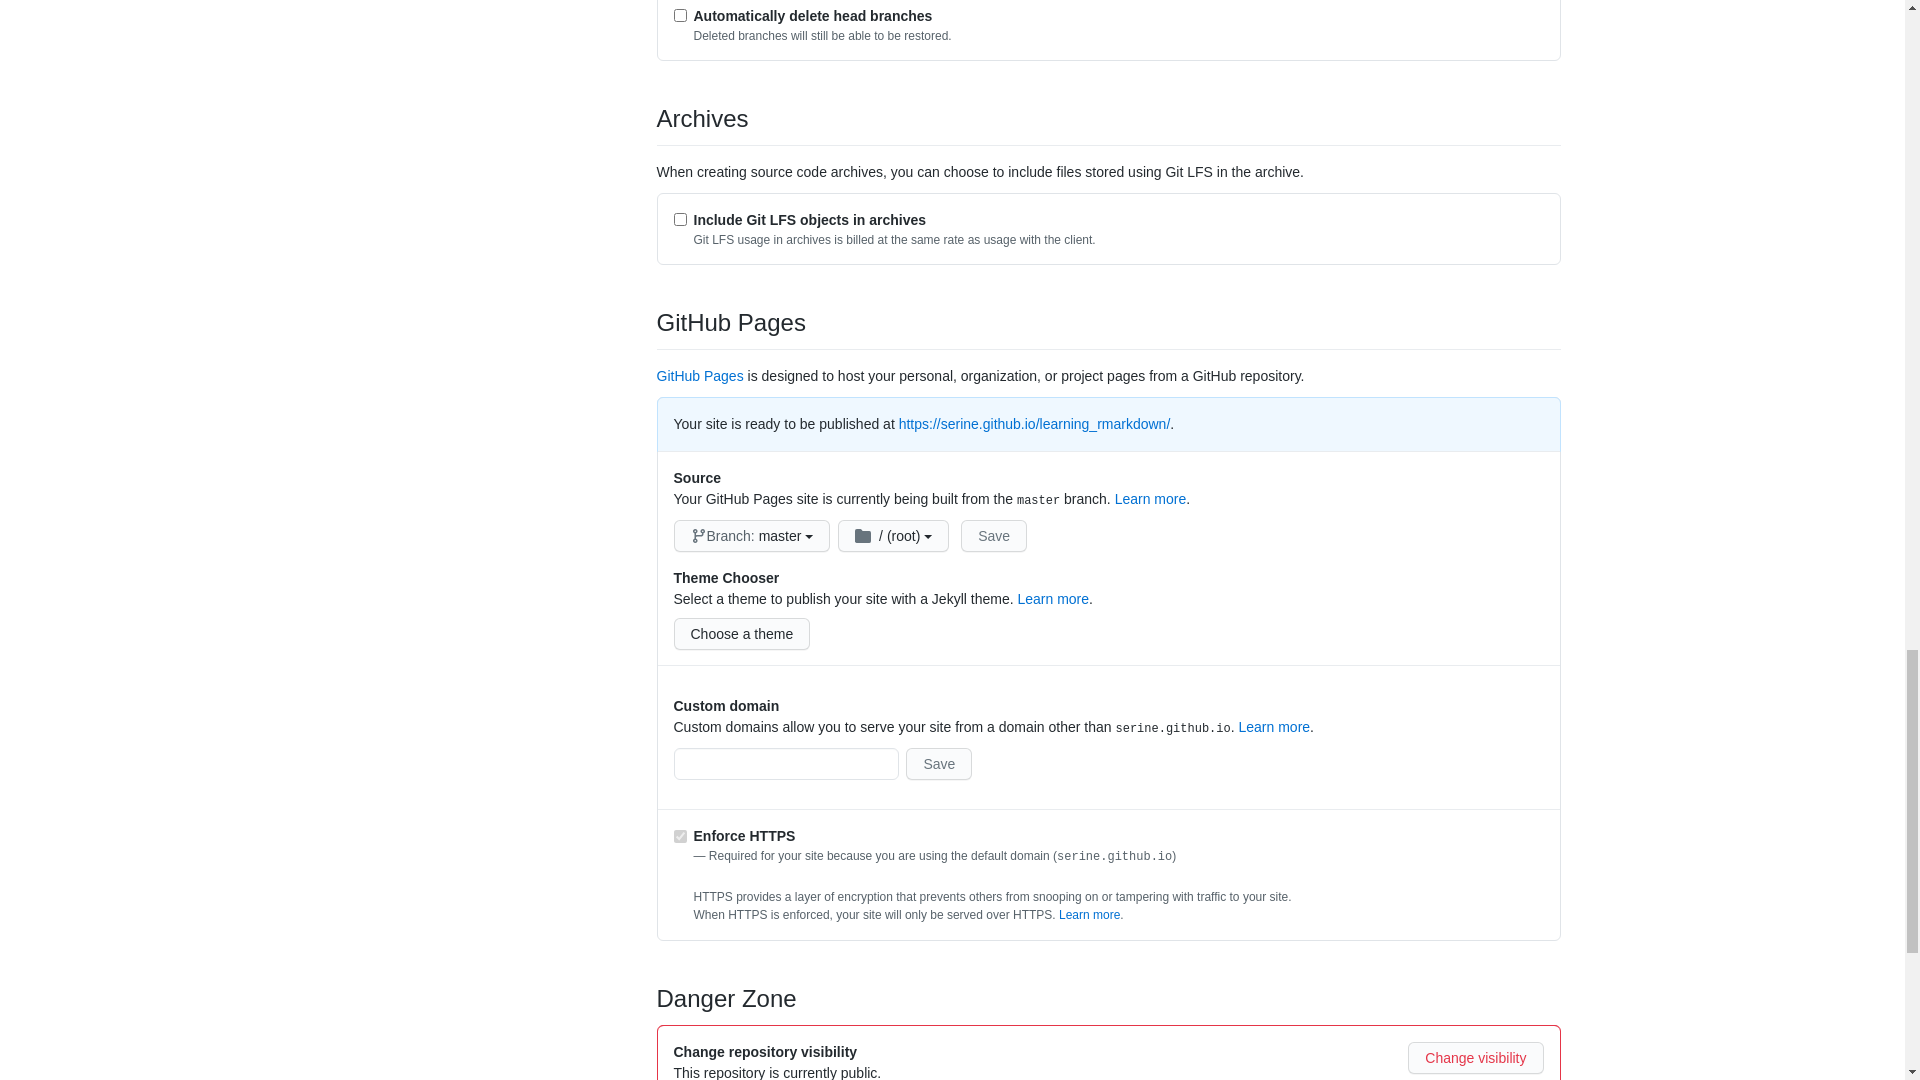 Automatically delete head branches
Deleted branches will still be able to be restored.
Archives
When creating source code archives, you can choose to include files stored using Git LFS in the archive.
Include Git LFS objects in archives
Git LFS usage in archives is billed at the same rate as usage with the client.
GitHub Pages
GitHub Pages is designed to host your personal, organization, or project pages from a GitHub repository.
Your site is ready to be published at https://serine.github.io/learning_rmarkdown/.
Source
Your GitHub Pages site is currently being built from the master branch. Learn more.
Branch: master / (root) Save
Theme Chooser
Select a theme to publish your site with a Jekyll theme. Learn more.
Choose a theme
Custom domain
Custom domains allow you to serve your site from a domain other than serine.github.io. Learn more.
Save
Enforce HTTPS
— Required for your site because you are using the default domain (serine.github.io)
HTTPS provides a layer of encryption that prevents others from snooping on or tampering with traffic to your site.
When HTTPS is enforced, your site will only be served over HTTPS. Learn more.
Danger Zone
Change repository visibility
Change visibility
This repository is currently public.